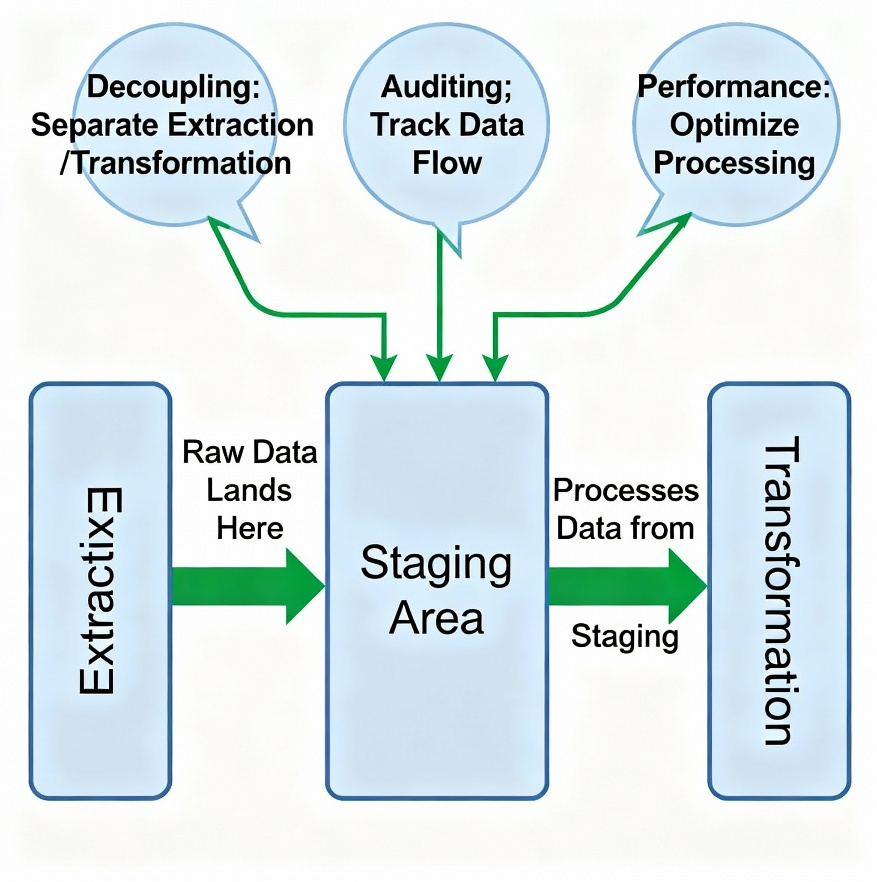 Decoupling:
Separate Extraction
/Transformation
Auditing;
Track Data
Flow
Performance:
Optimize
Processing
Raw Data
Lands
Here
Staging
Area
Processes
Data from
Staging
Transformation